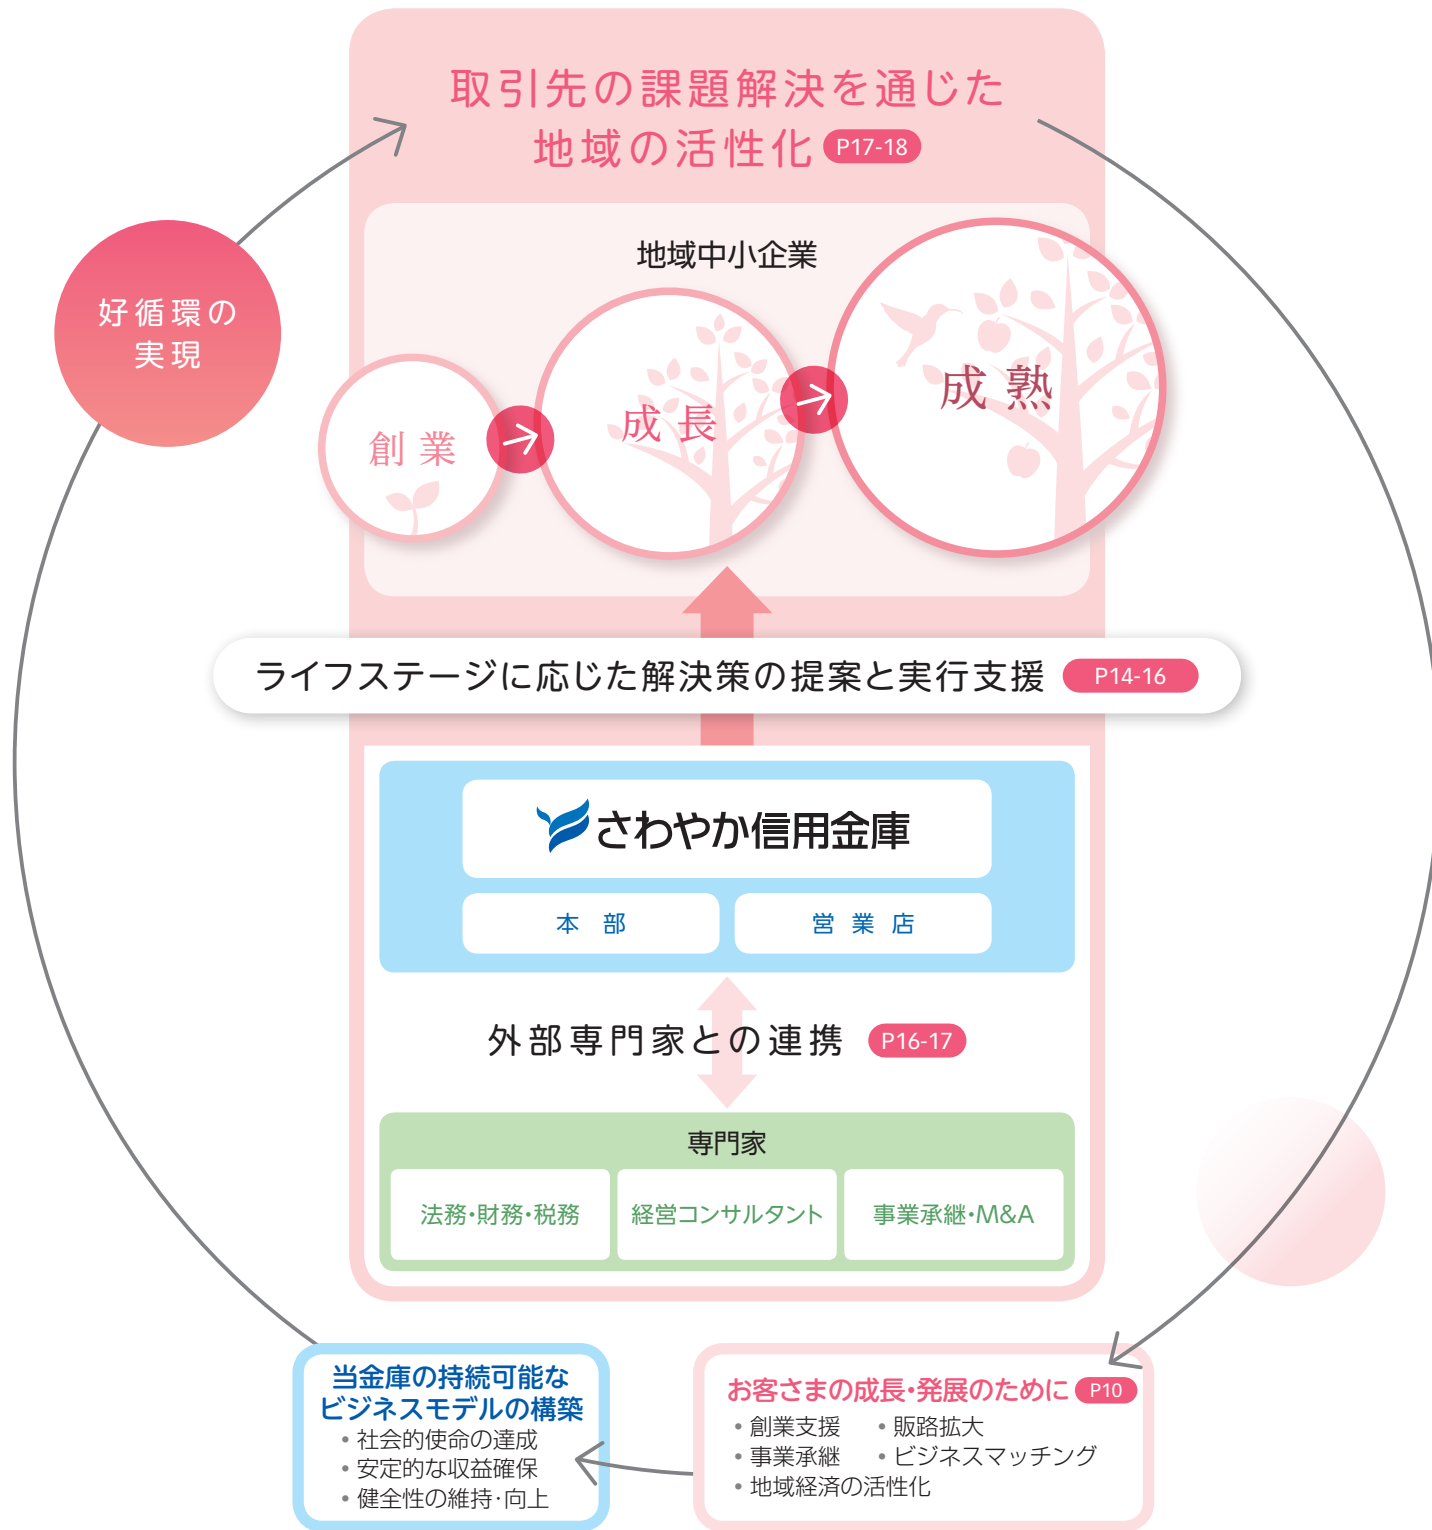 取引先の課題解決を通じた
地域の活性化 P17-18
好循環の
実現
地域中小企業
創業
成長
成熟
ライフステージに応じた解決策の提案と実行支援 P14-16
さわやか信用金庫
本部
営業店
外部専門家との連携 P16-17
専門家
法務・財務・税務
経営コンサルタント
事業承継・M&A
当金庫の持続可能な
ビジネスモデルの構築
・社会的使命の達成
・安定的な収益確保
・健全性の維持・向上
お客さまの成長・発展のために P10
・創業支援 ・販路拡大
・事業承継 ・ビジネスマッチング
・地域経済の活性化